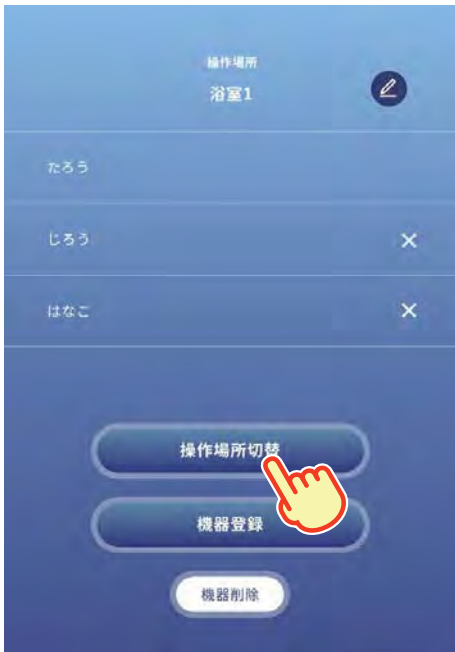 操作場所
浴室1
たろう
じろう
はなこ
操作場所切替
機器登録
機器削除